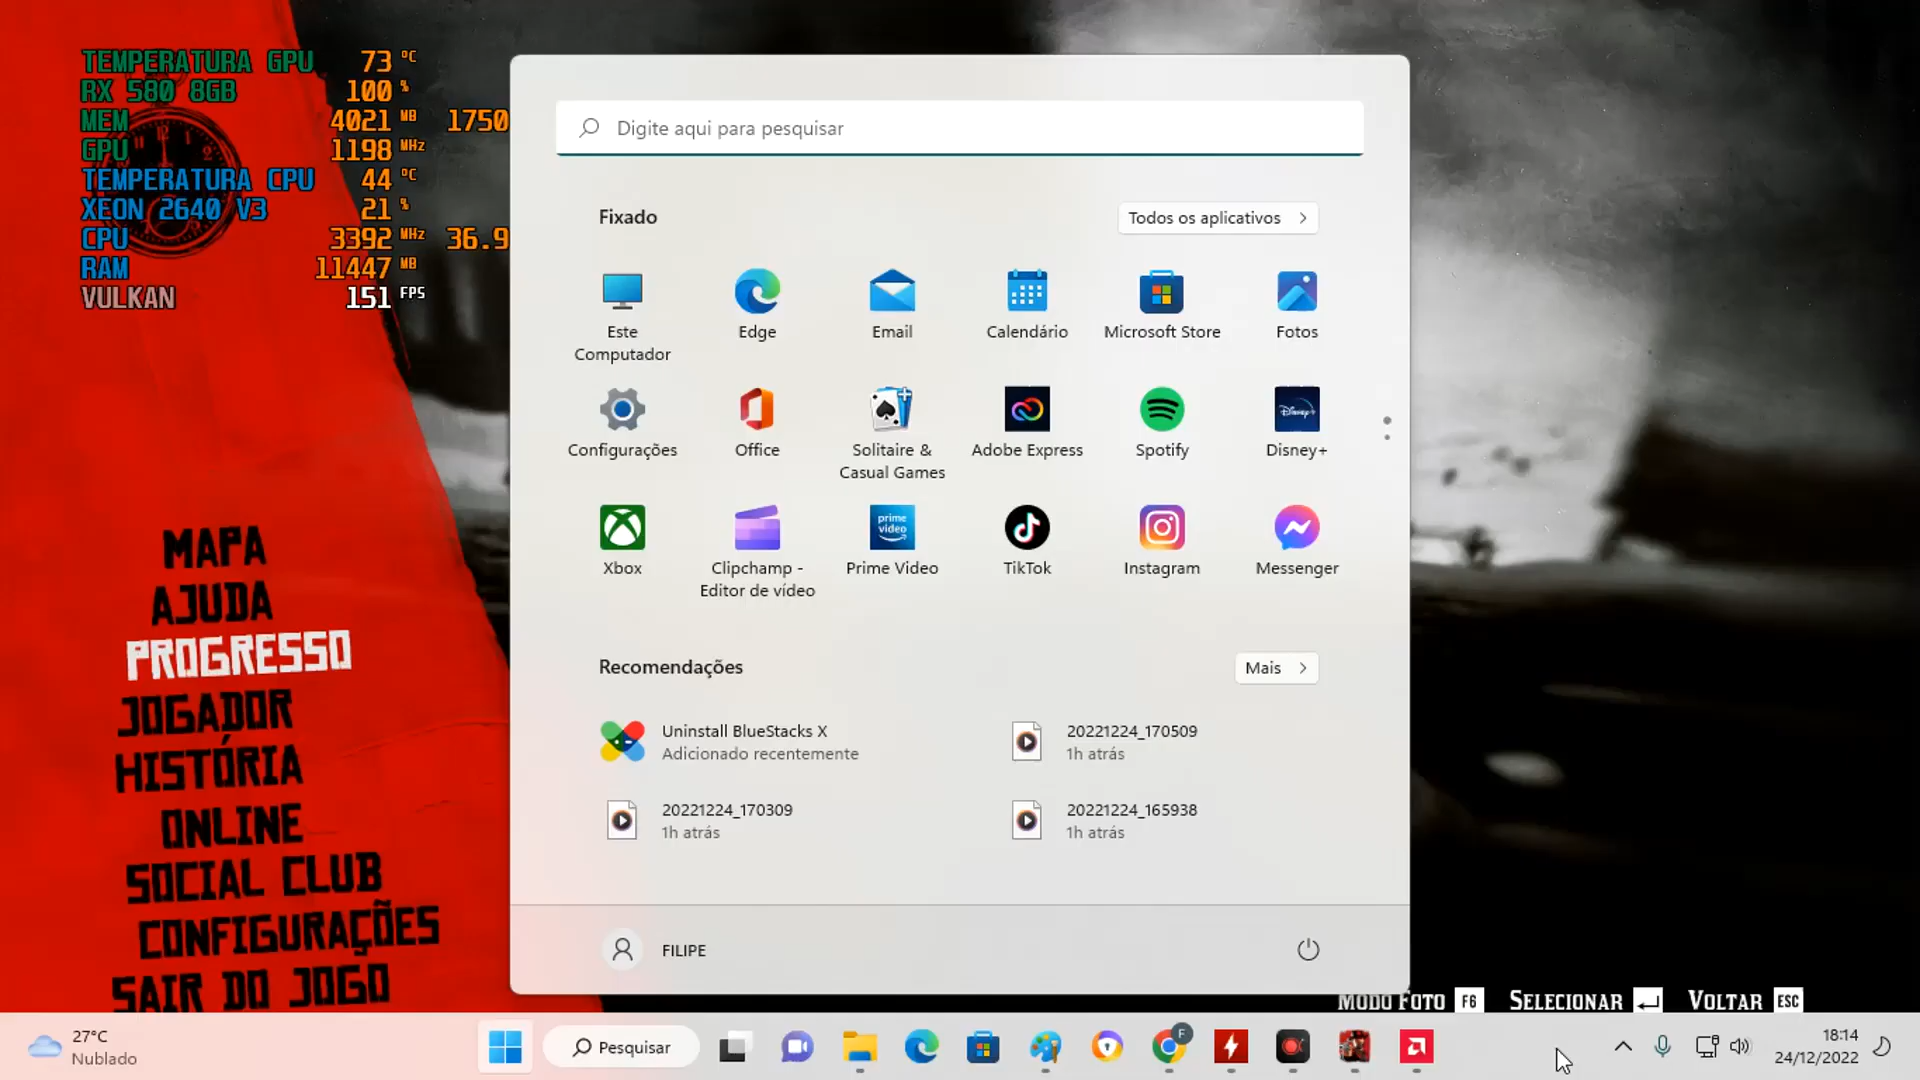 TEMPERATURA GPU 73 °C
RX 580 8GB 100 %
MEM 4021 MB 1750
GPU 1198 MHz
TEMPERATURA CPU 44 °C
XEON 2640 V3 21 %
CPU 3392 MHz 36.9
RAM 11447 MB
VULKAN 151 FPS
MAPA
AJUDA
PROGRESSO
JOGADOR
HISTÓRIA
ONLINE
SOCIAL CLUB
CONFIGURAÇÕES
SAIR DO JOGO
Digite aqui para pesquisar
Fixado
Todos os aplicativos
Este
Computador
Edge
Email
Calendário
Microsoft Store
Fotos
Configurações
Office
Solitaire &
Casual Games
Adobe Express
Spotify
Disney+
Disney+
Xbox
Clipchamp -
Editor de vídeo
prime
video
Prime Video
TikTok
Instagram
Messenger
Recomendações
Mais
Uninstall BlueStacks X
Adicionado recentemente
20221224_170509
1h atrás
20221224_170309
1h atrás
20221224_165938
1h atrás
FILIPE
MODO FOTO F6 SELECIONAR VOLTAR ESC
27°C
Nublado
Pesquisar
F
18:14
24/12/2022